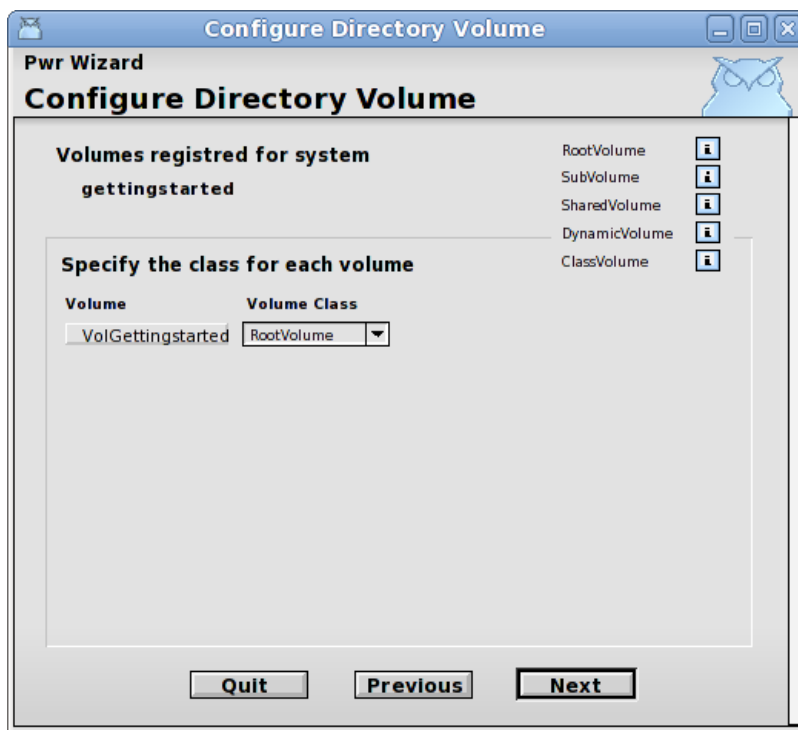 Configure Directory Volume
Pwr Wizard
Configure Directory Volume
Volumes registred for system
gettingstarted
RootVolume
SubVolume
SharedVolume
DynamicVolume
ClassVolume
Specify the class for each volume
Volume Volume Class
VolGettingstarted RootVolume
Quit Previous Next